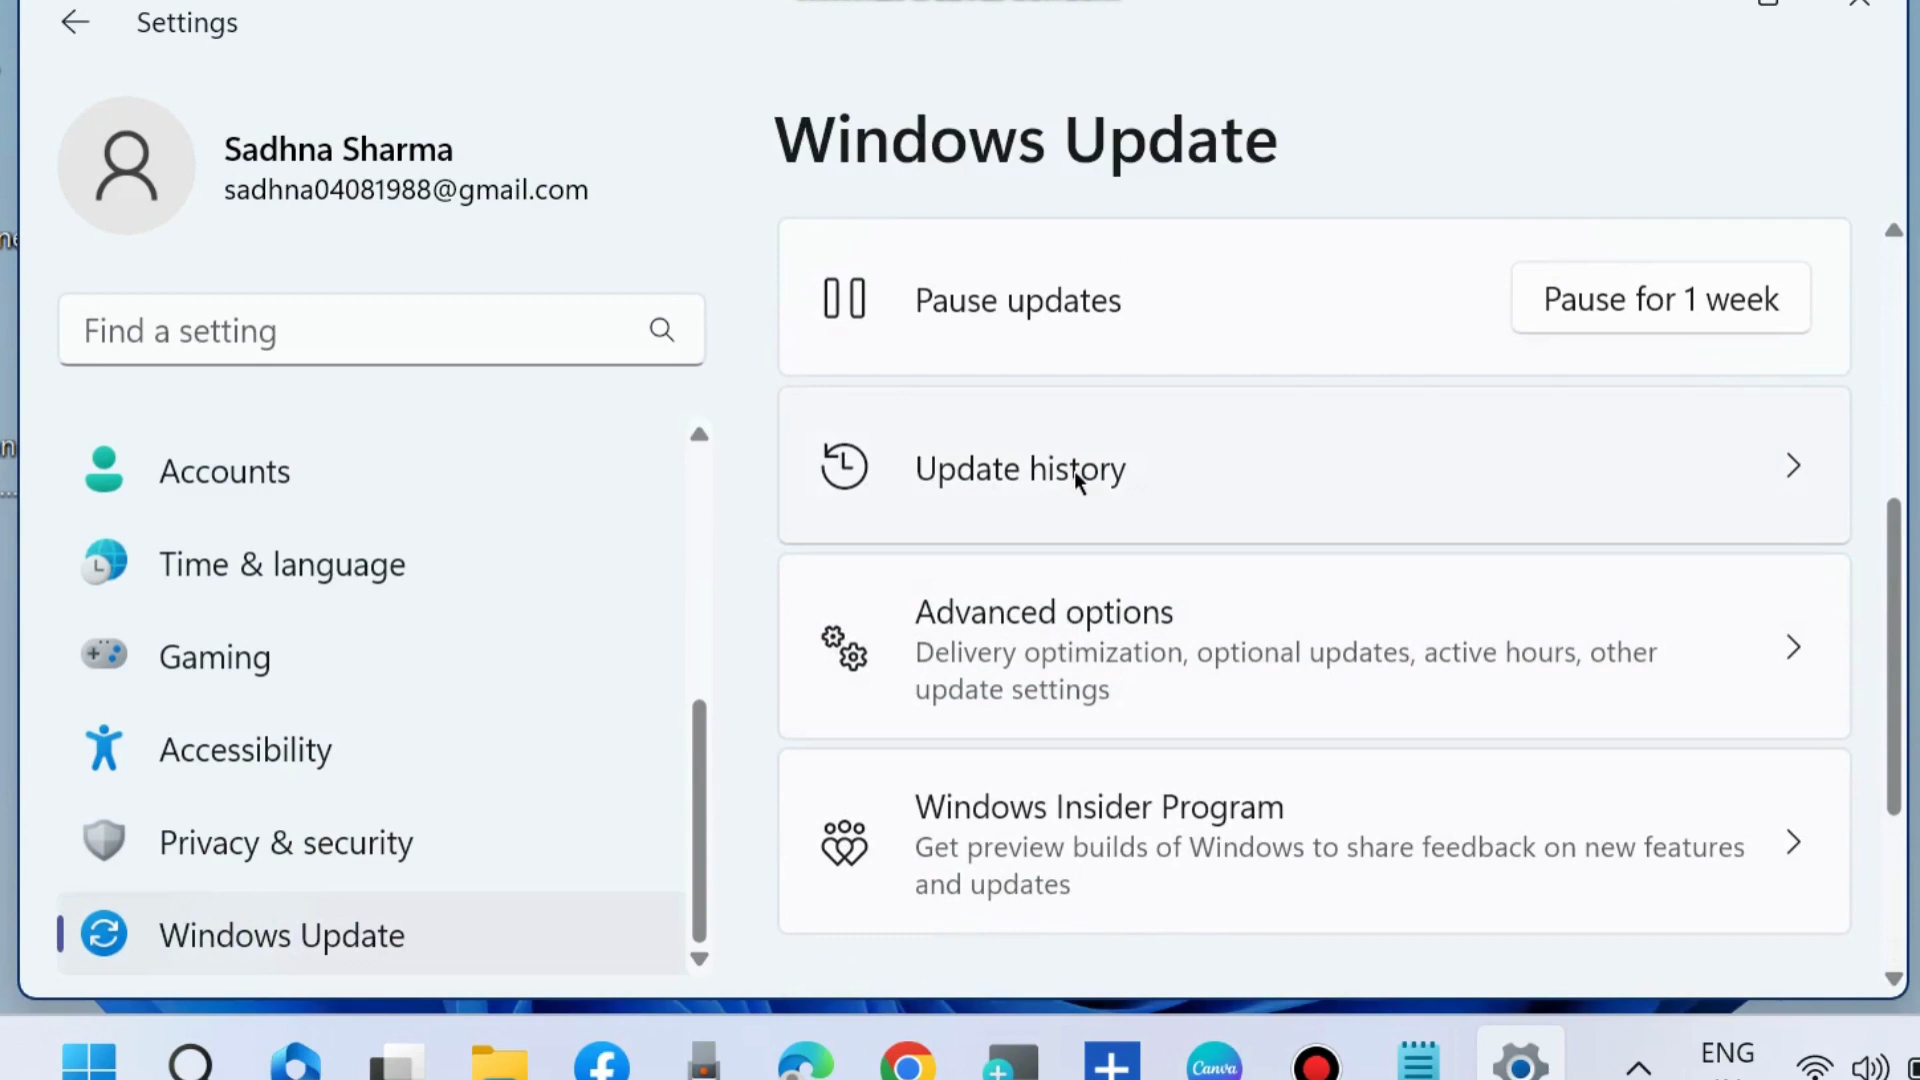 Settings
Sadhna Sharma
sadhna04081988@gmail.com
Find a setting
Accounts
Time & language
Gaming
Accessibility
Privacy & security
Windows Update
Windows Update
Pause updates
Pause for 1 week
Update history
Advanced options
Delivery optimization, optional updates, active hours, other
update settings
Windows Insider Program
Get preview builds of Windows to share feedback on new features
and updates
Canva
ENG